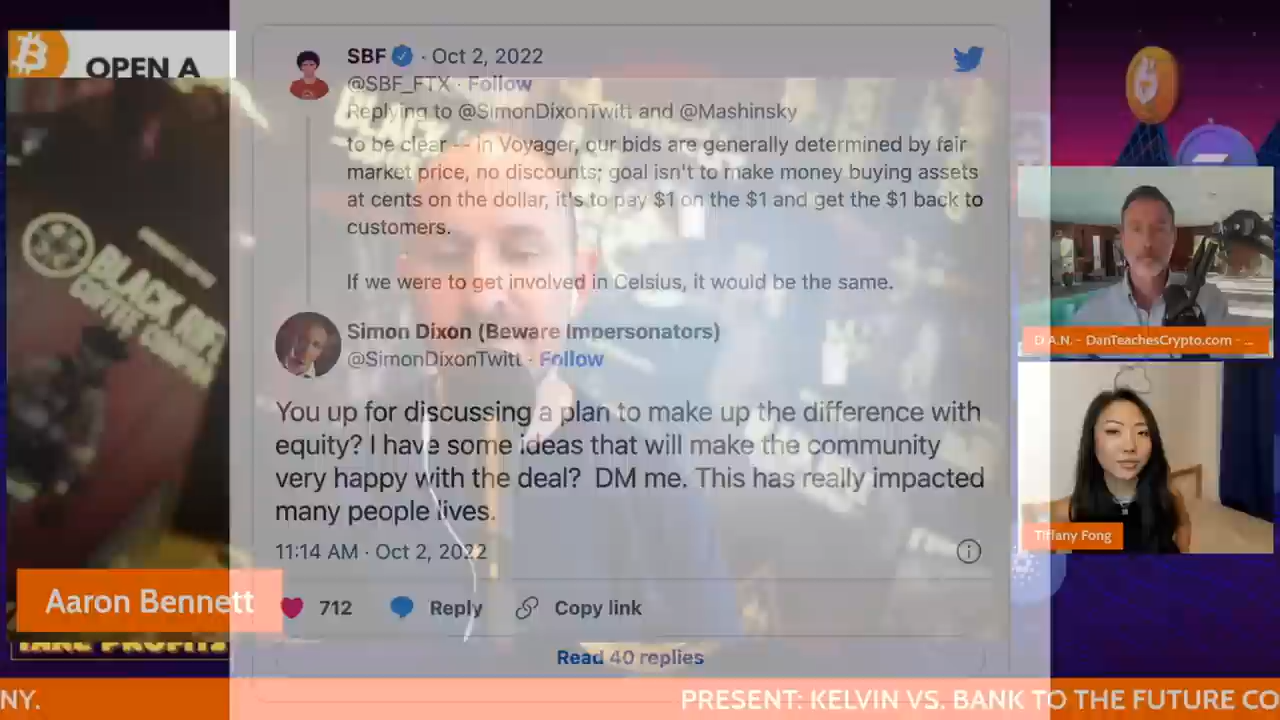 OPEN A
SBF · Oct 2, 2022
@SBF_FTX · Follow
Replying to @SimonDixonTwitt and @Mashinsky
to be clear -- in Voyager, our bids are generally determined by fair
market price, no discounts; goal isn't to make money buying assets
at cents on the dollar, it's to pay $1 on the $1 and get the $1 back to
customers.
If we were to get involved in Celsius, it would be the same.
Simon Dixon (Beware Impersonators)
@SimonDixonTwitt · Follow
You up for discussing a plan to make up the difference with
equity? I have some ideas that will make the community
very happy with the deal?  DM me. This has really impacted
many people lives.
11:14 AM · Oct 2, 2022
712 Reply Copy link
Read 40 replies
BLACK
D.A.N. - DanTeachesCrypto.com - ...
Tiffany Fong
Aaron Bennett
TAKE PROFITS
NY.
PRESENT: KELVIN VS. BANK TO THE FUTURE CO